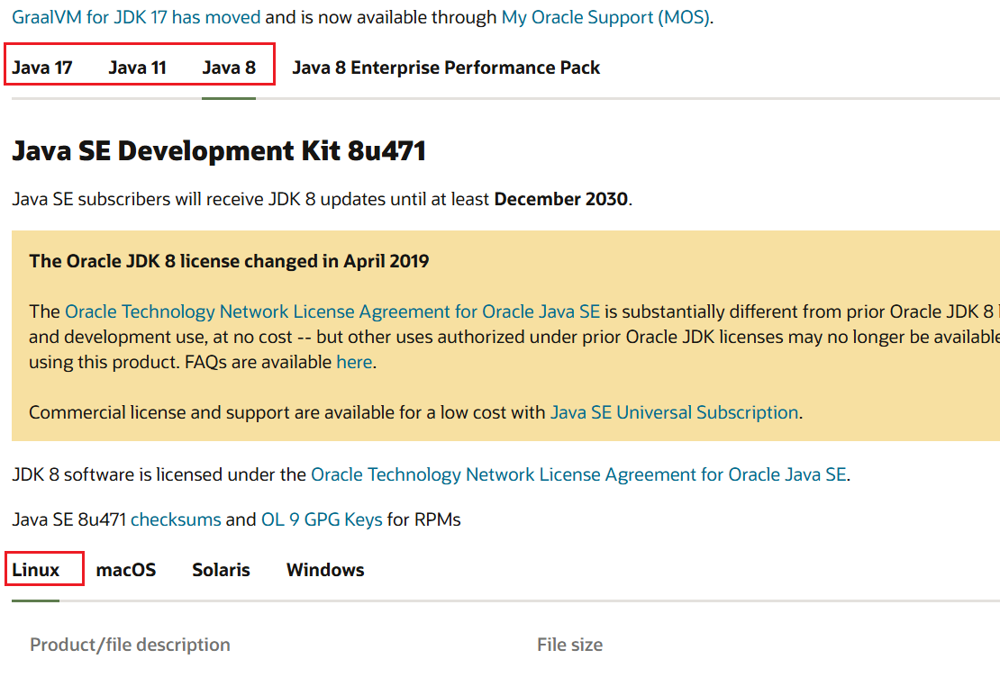 GraalVM for JDK 17 has moved and is now available through My Oracle Support (MOS).
Java 17 Java 11 Java 8 Java 8 Enterprise Performance Pack
Java SE Development Kit 8u471
Java SE subscribers will receive JDK 8 updates until at least December 2030.
The Oracle JDK 8 license changed in April 2019
The Oracle Technology Network License Agreement for Oracle Java SE is substantially different from prior Oracle JDK 8
and development use, at no cost -- but other uses authorized under prior Oracle JDK licenses may no longer be available
using this product. FAQs are available here.
Commercial license and support are available for a low cost with Java SE Universal Subscription.
JDK 8 software is licensed under the Oracle Technology Network License Agreement for Oracle Java SE.
Java SE 8u471 checksums and OL 9 GPG Keys for RPMs
Linux macOS Solaris Windows
Product/file description File size